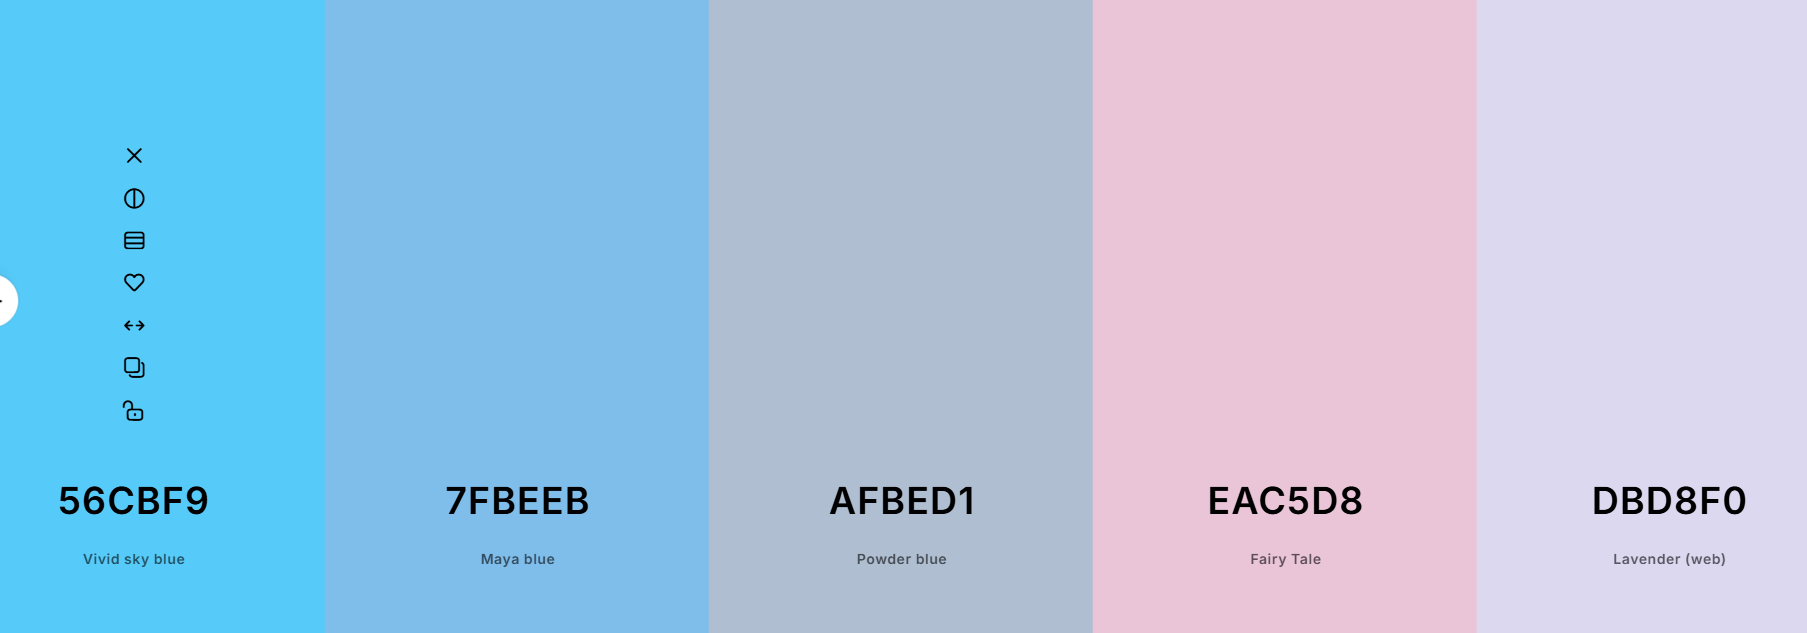 56CBF9
Vivid sky blue
7FBEEB
Maya blue
AFBED1
Powder blue
EAC5D8
Fairy Tale
DBD8F0
Lavender (web)